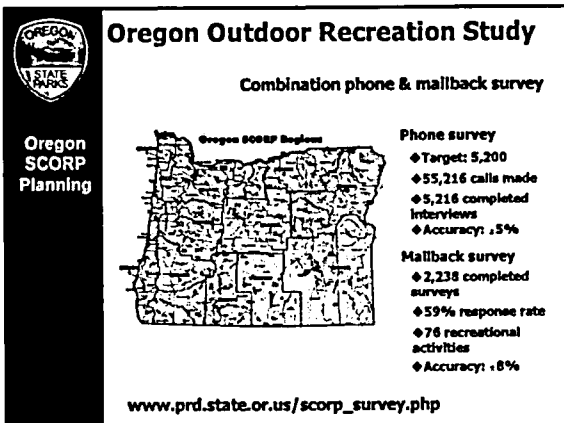 Oregon Outdoor Recreation Study
OREGON
STATE
PARKS
Oregon
SCORP
Planning
Combination phone & mailback survey
Oregon SCORP Regions
Phone survey
◆Target: 5,200
◆55,216 calls made
◆5,216 completed
interviews
◆Accuracy: .5%
Mailback survey
◆2,238 completed
surveys
◆59% response rate
◆76 recreational
activities
◆Accuracy: .8%
www.prd.state.or.us/scorp_survey.php